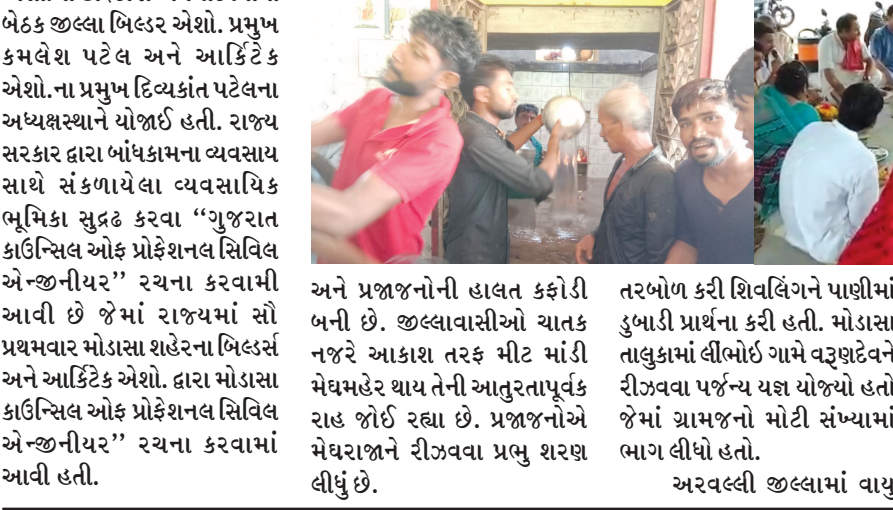 બેઠક જીલ્લા બિલ્ડર એશો. પ્રમુખ
કમલેશ પટેલ અને આર્કિટેક
એશો.ના પ્રમુખ દિવ્યકાંત પટેલના
અધ્યક્ષસ્થાને યોજાઈ હતી. રાજ્ય
સરકાર દ્વારા બાંધકામના વ્યવસાય
સાથે સંકળાયેલા વ્યવસાયિક
ભૂમિકા સુદ્રઢ કરવા “ગુજરાત
કાઉન્સિલ ઓફ પ્રોફેશનલ સિવિલ
એન્જીનીયર” રચના કરવામી
આવી છે જેમાં રાજ્યમાં સૌ
પ્રથમવાર મોડાસા શહેરના બિલ્ડર્સ
અને આર્કિટેક એશો. દ્વારા મોડાસા
કાઉન્સિલ ઓફ પ્રોફેશનલ સિવિલ
એન્જીનીયર” રચના કરવામાં
આવી હતી.
અને પ્રજાજનોની હાલત કફોડી
બની છે. જીલ્લાવાસીઓ ચાતક
નજરે આકાશ તરફ મીટ માંડી
મેઘમહેર થાય તેની આતુરતાપૂર્વક
રાહ જોઈ રહ્યા છે. પ્રજાજનોએ
મેઘરાજાને રીઝવવા પ્રભુ શરણ
લીધું છે.
તરબોળ કરી શિવલિંગને પાણીમાં
ડુબાડી પ્રાર્થના કરી હતી. મોડાસા
તાલુકામાં લીંભોઇ ગામે વરૂણદેવને
રીઝવવા પર્જન્ય યજ્ઞ યોજ્યો હતો
જેમાં ગ્રામજનો મોટી સંખ્યામાં
ભાગ લીધો હતો.
અરવલ્લી જીલ્લામાં વાયુ